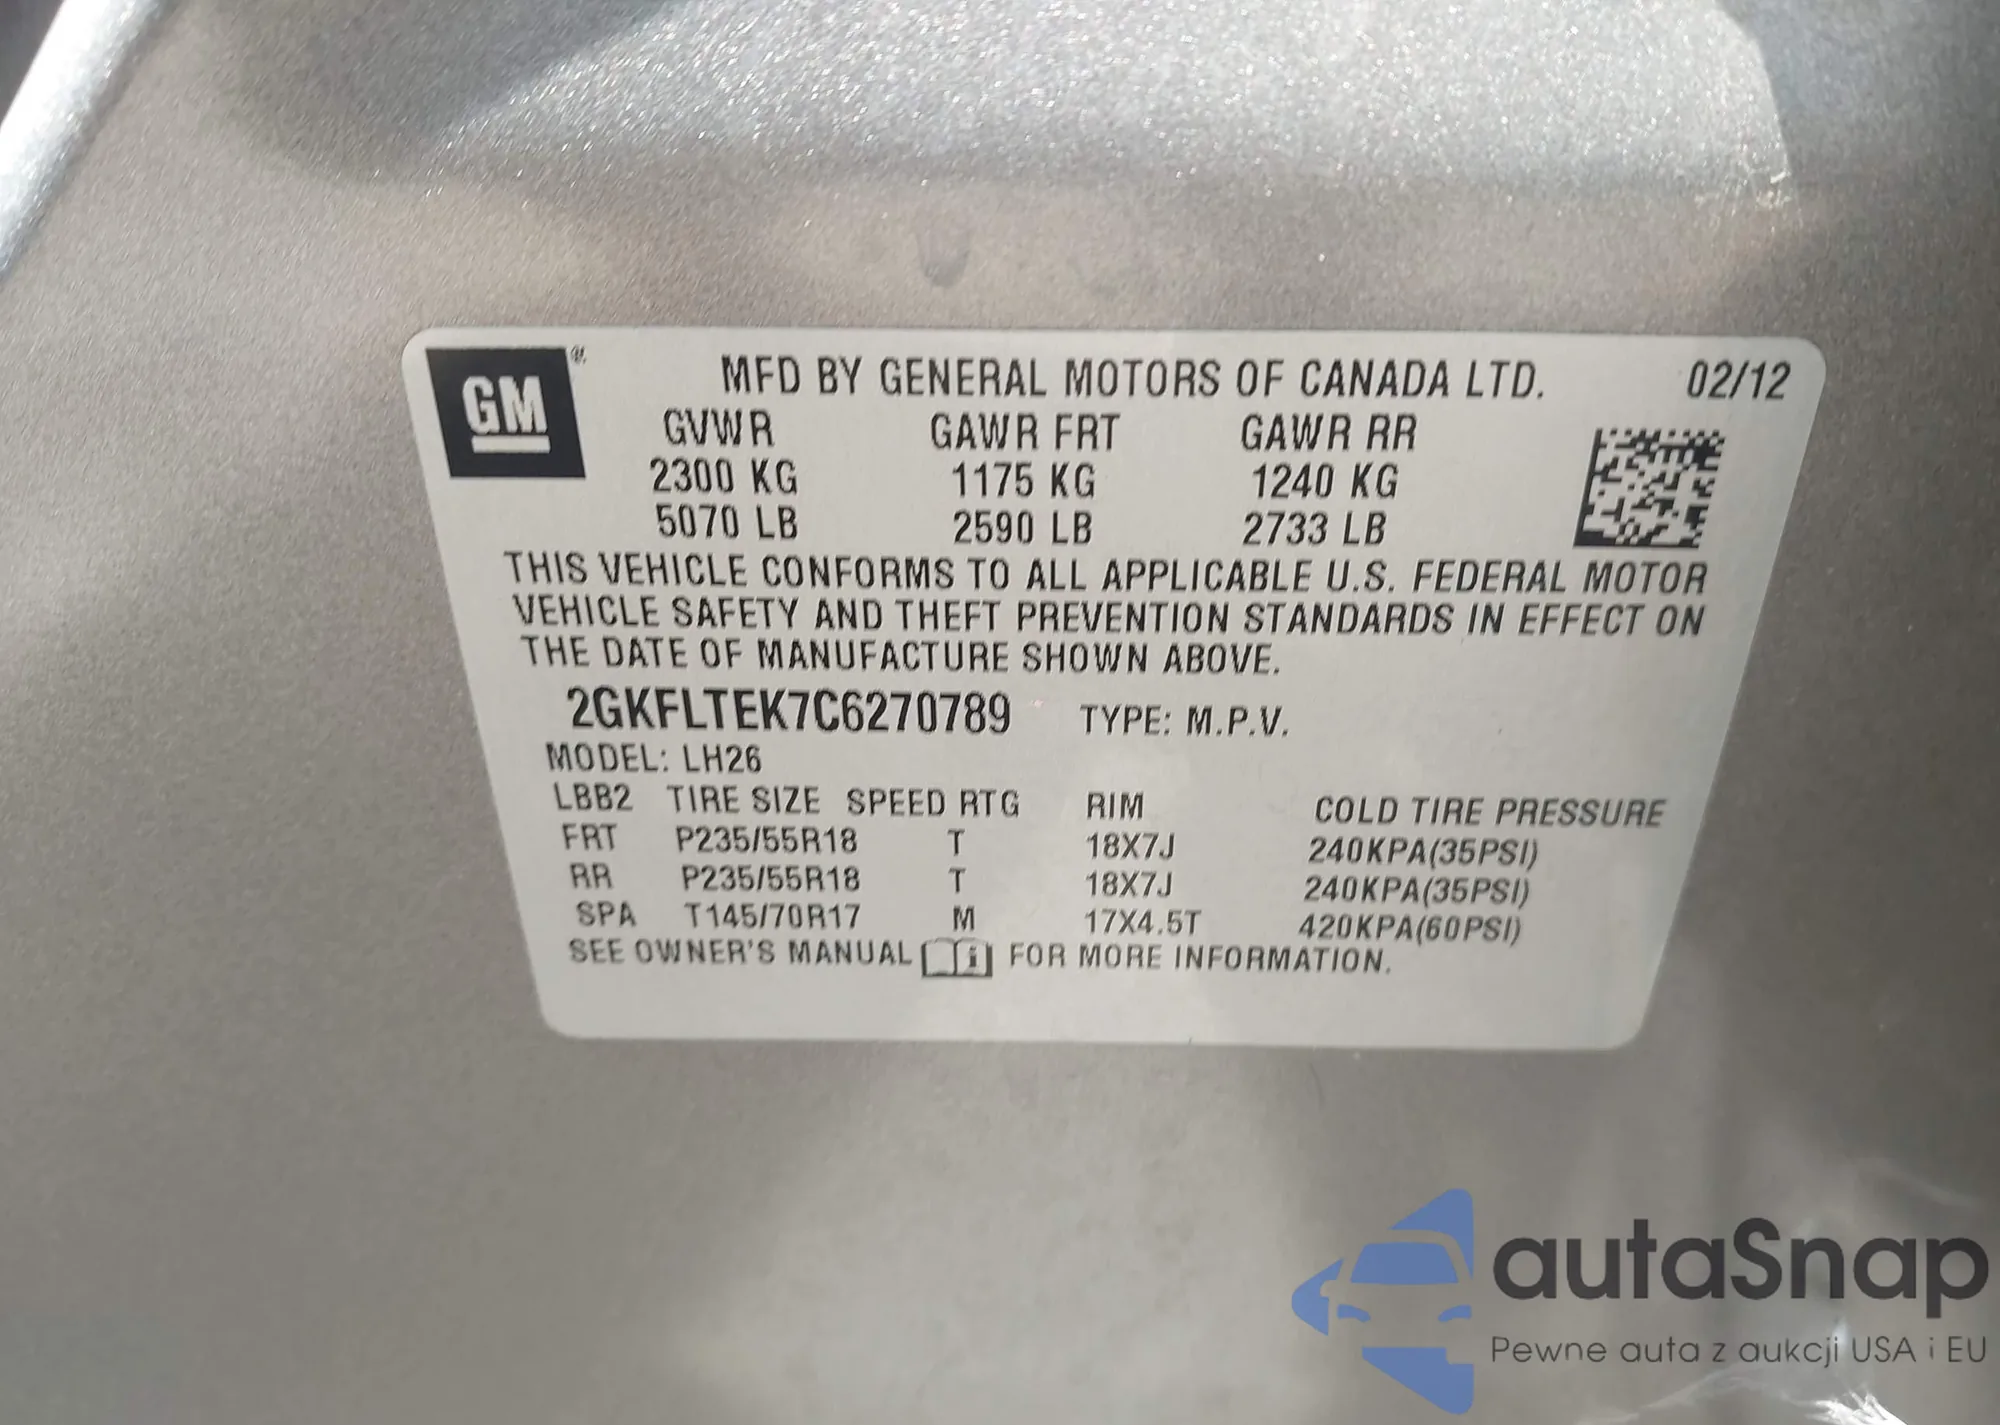 GM ® MFD BY GENERAL MOTORS OF CANADA LTD. 02/12
GVWR GAWR FRT GAWR RR
2300 KG 1175 KG 1240 KG
5070 LB 2590 LB 2733 LB
THIS VEHICLE CONFORMS TO ALL APPLICABLE U.S. FEDERAL MOTOR
VEHICLE SAFETY AND THEFT PREVENTION STANDARDS IN EFFECT ON
THE DATE OF MANUFACTURE SHOWN ABOVE.
2GKFLTEK7C6270789 TYPE: M.P.V.
MODEL: LH26
LBB2 TIRE SIZE SPEED RTG RIM COLD TIRE PRESSURE
FRT P235/55R18 T 18X7J 240KPA(35PSI)
RR P235/55R18 T 18X7J 240KPA(35PSI)
SPA T145/70R17 M 17X4.5T 420KPA(60PSI)
SEE OWNER'S MANUAL i FOR MORE INFORMATION.
autaSnap
Pewne auta z aukcji USA i EU